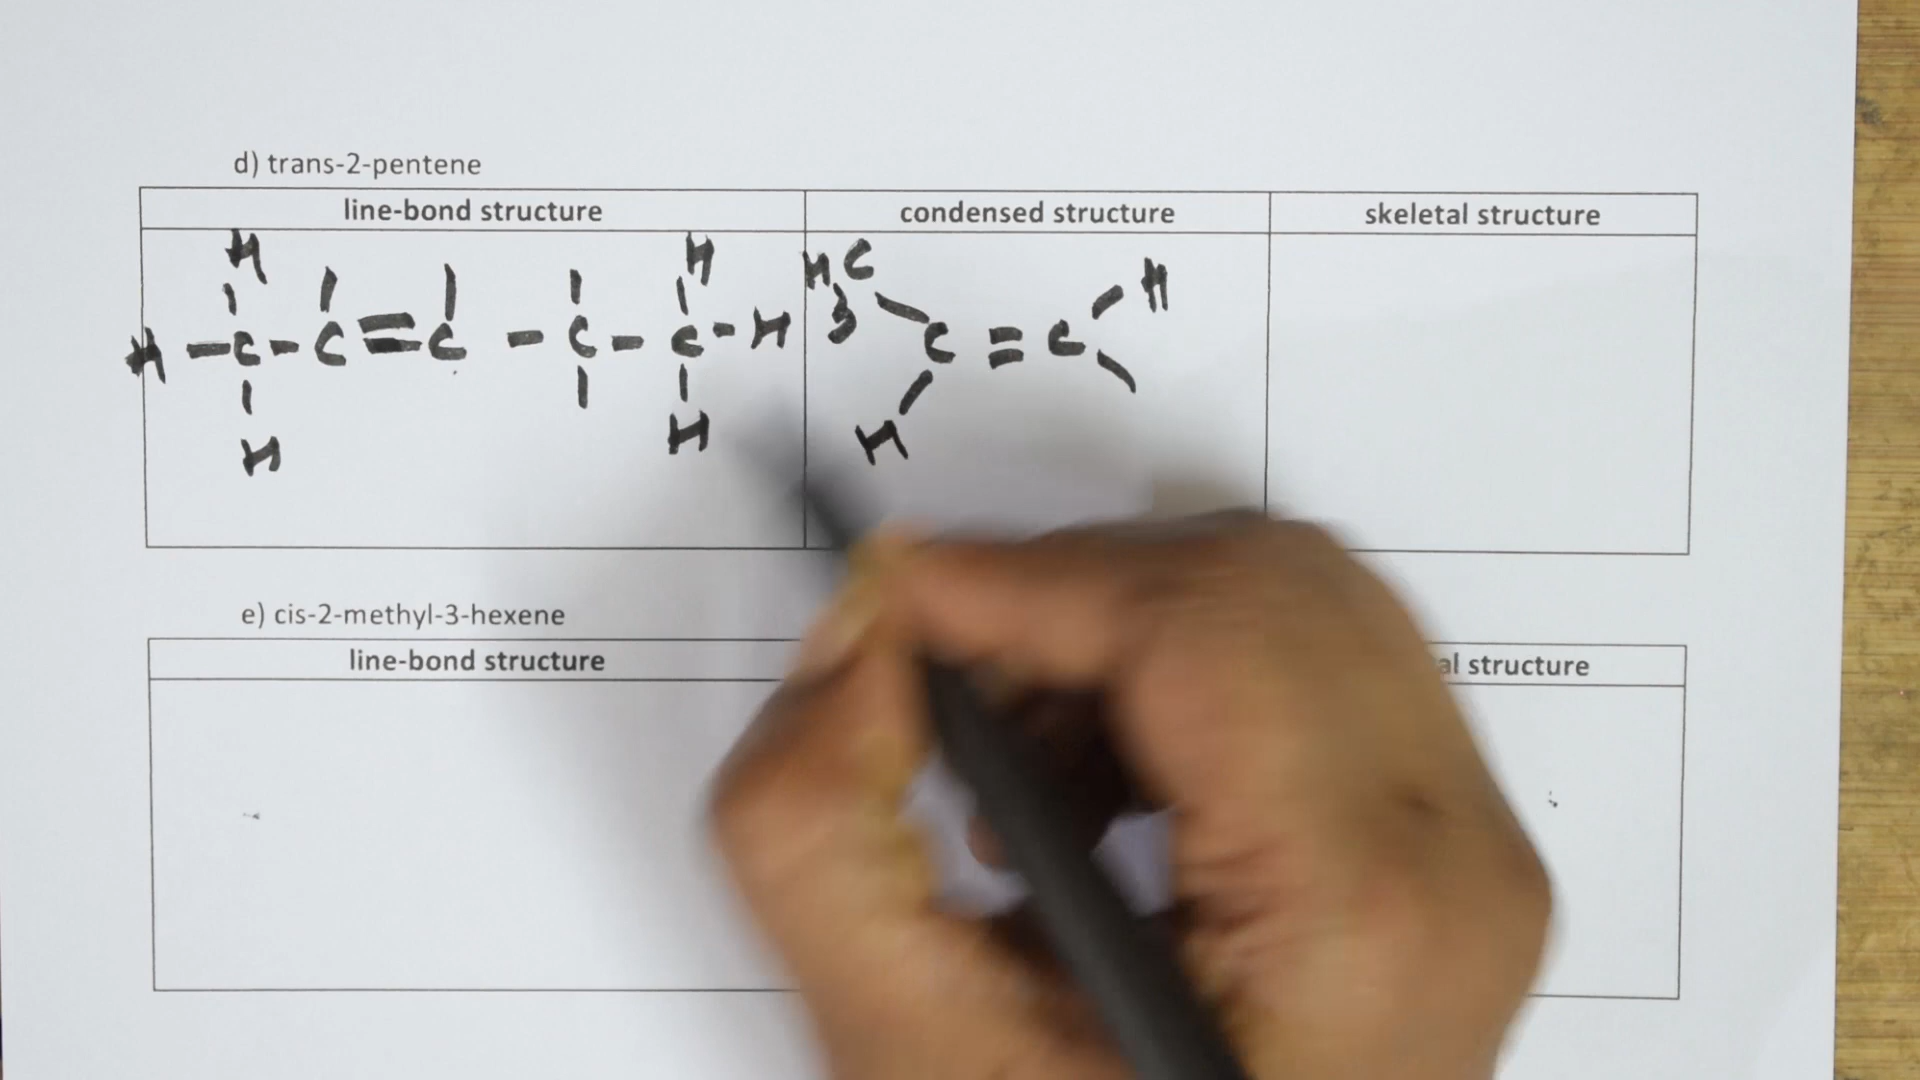 d) trans-2-pentene
line-bond structure condensed structure skeletal structure
H H H C H
3
H - C - C = C - C - C - H C = C
H H H
e) cis-2-methyl-3-hexene
line-bond structure al structure